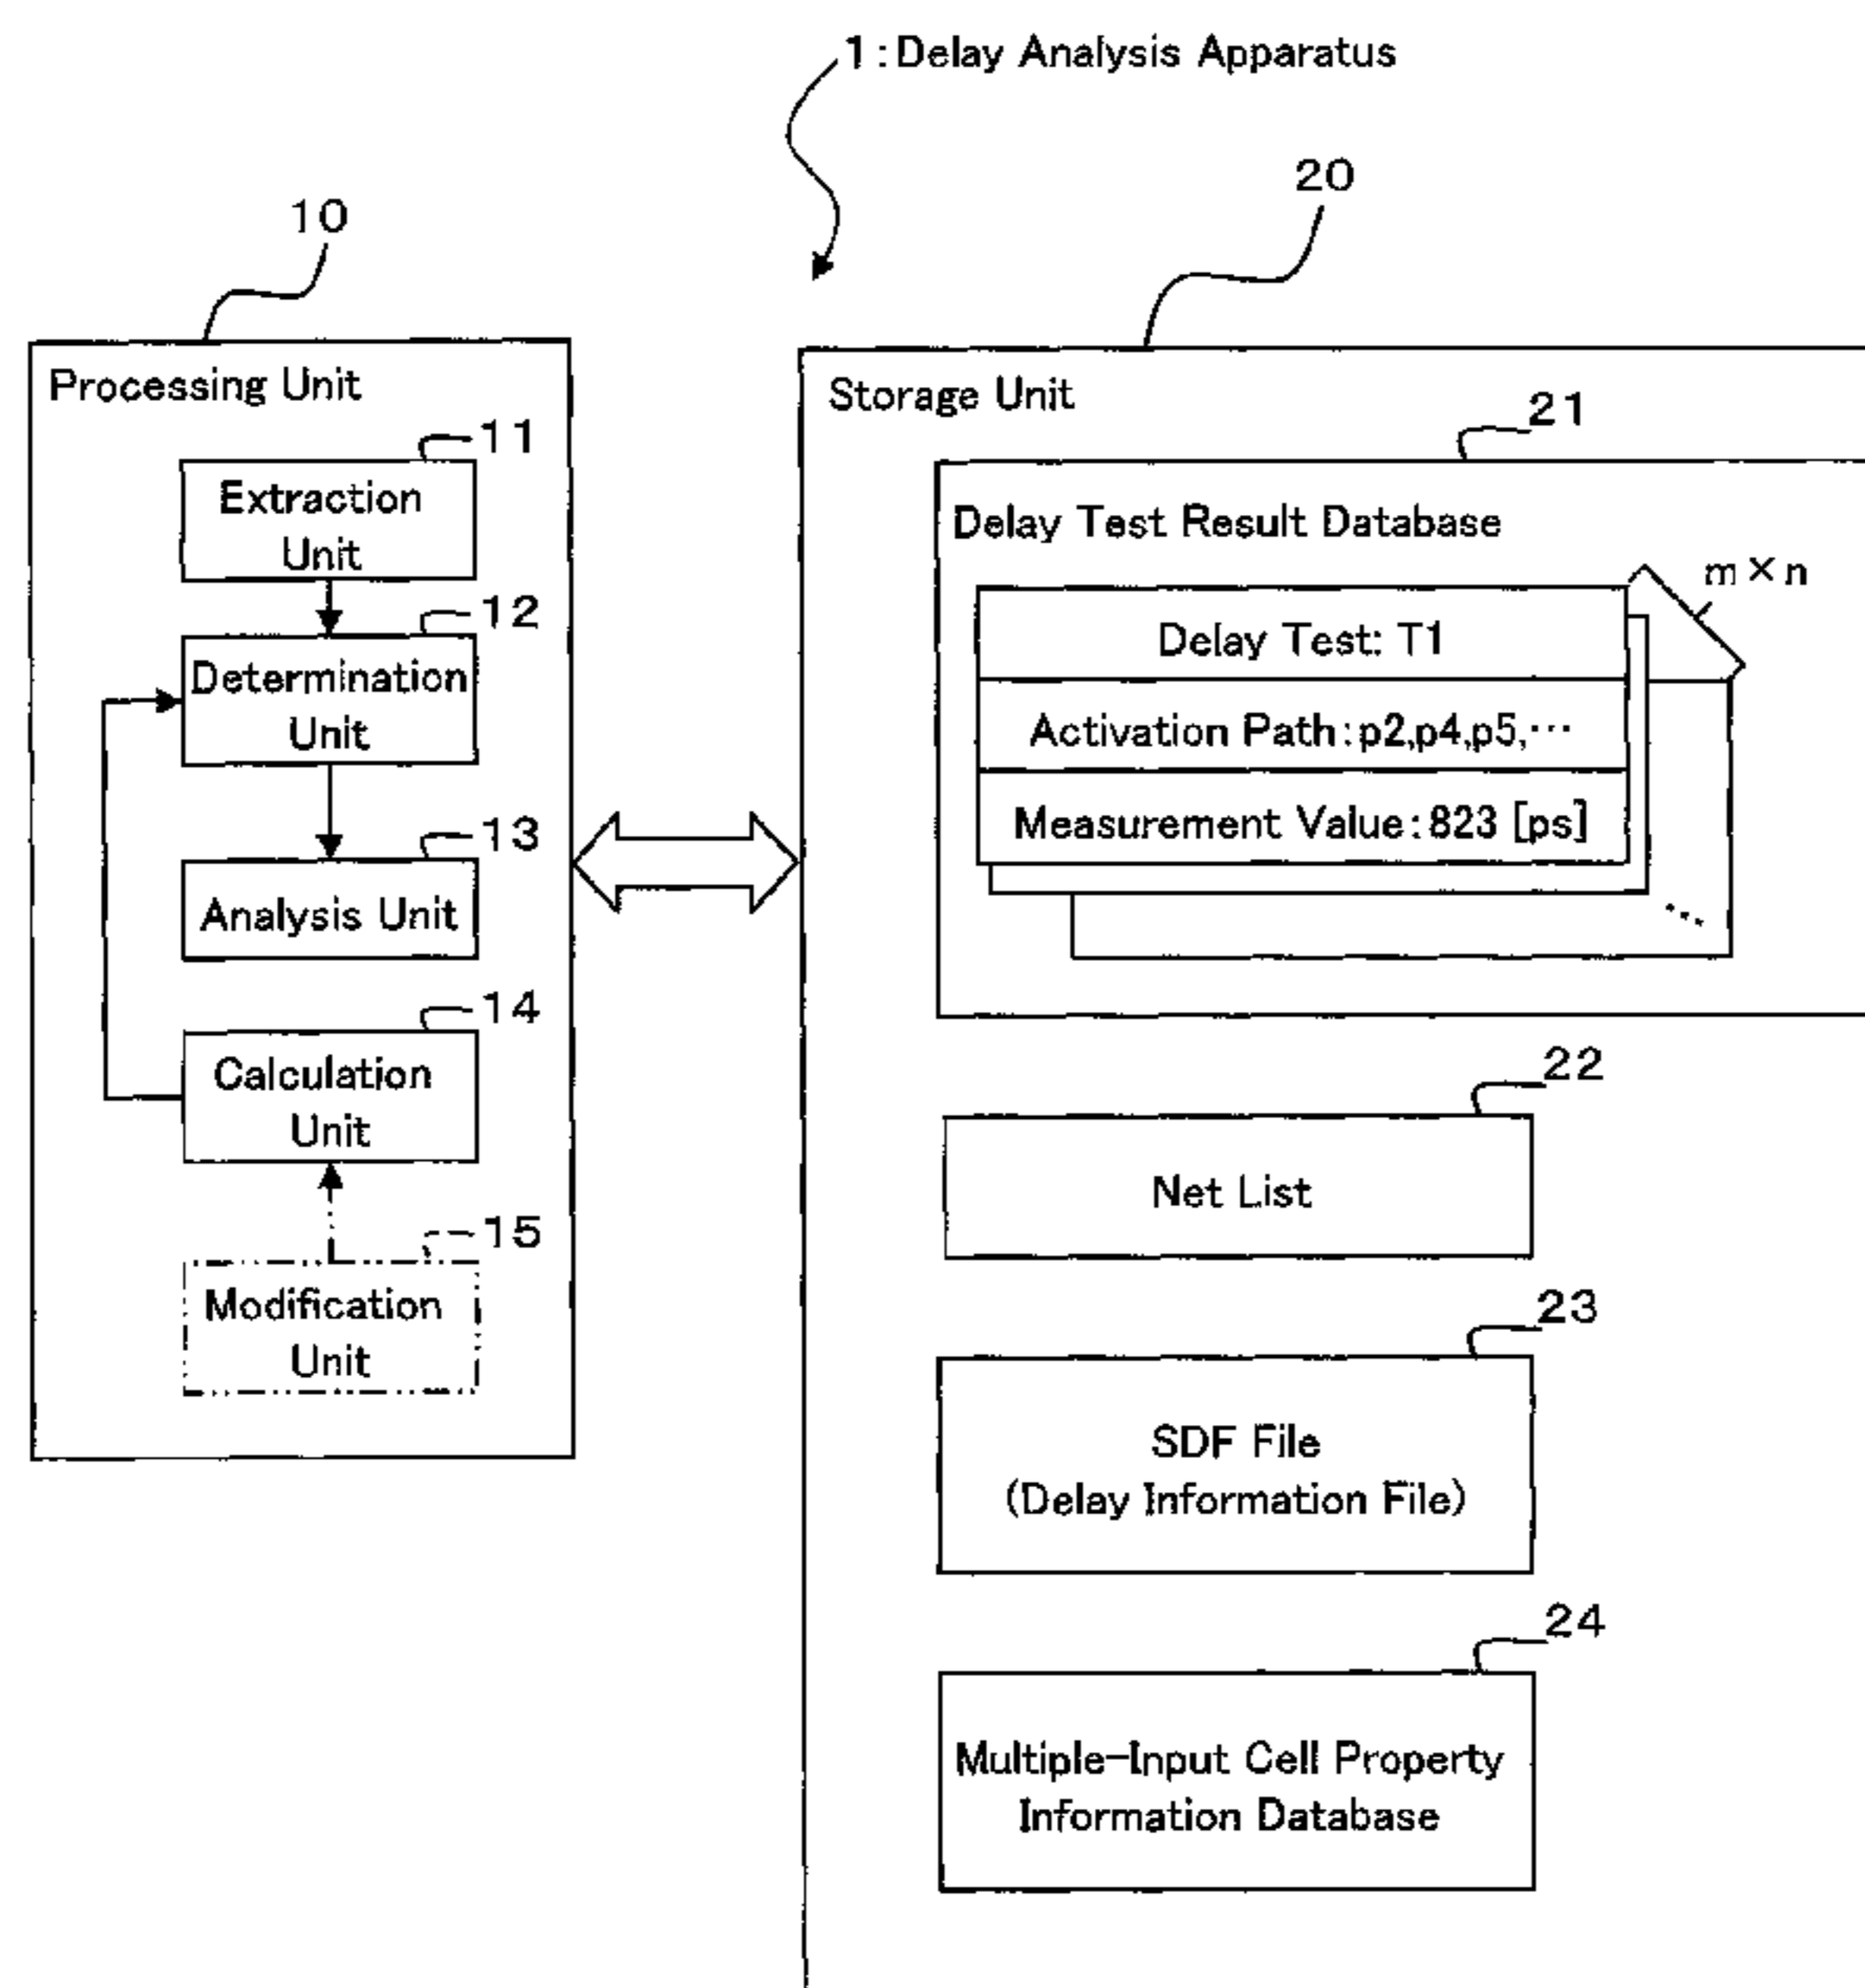 1:Delay Analysis Apparatus
10
20
Processing Unit
11
Extraction
Unit
12
Determination
Unit
13
Analysis Unit
14
Calculation
Unit
15
Modification
Unit
Storage Unit
21
Delay Test Result Database
m×n
Delay Test: T1
Activation Path:p2,p4,p5,⋯
Measurement Value:823 [ps]
⋯
22
Net List
23
SDF File
(Delay Information File)
24
Multiple-Input Cell Property
Information Database